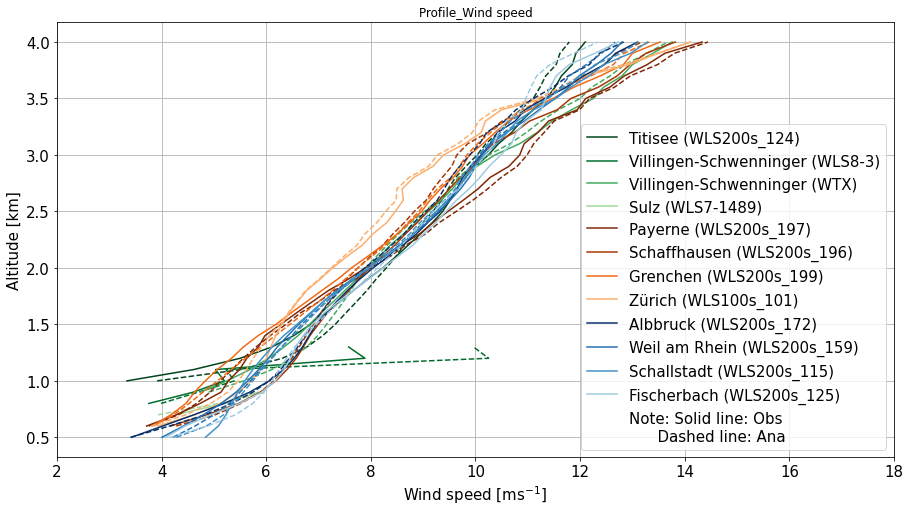 Profile_Wind speed
4.0
3.5
3.0
2.5
2.0
1.5
1.0
0.5
Altitude [km]
Titisee (WLS200s_124)
Villingen-Schwenninger (WLS8-3)
Villingen-Schwenninger (WTX)
Sulz (WLS7-1489)
Payerne (WLS200s_197)
Schaffhausen (WLS200s_196)
Grenchen (WLS200s_199)
Zürich (WLS100s_101)
Albbruck (WLS200s_172)
Weil am Rhein (WLS200s_159)
Schallstadt (WLS200s_115)
Fischerbach (WLS200s_125)
Note: Solid line: Obs
Dashed line: Ana
2 4 6 8 10 12 14 16 18
Wind speed [ms⁻¹]